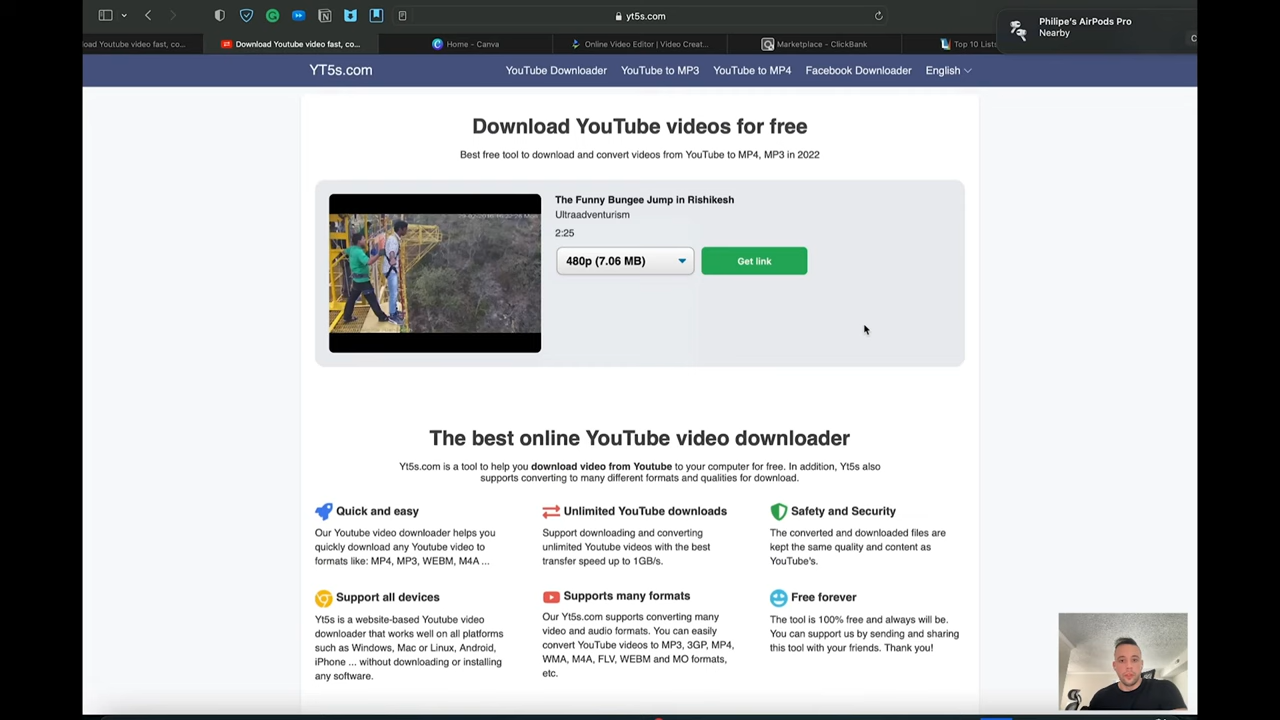 yt5s.com
Philipe's AirPods Pro
Nearby
oad Youtube video fast, co...
Download Youtube video fast, co...
Home - Canva
Online Video Editor | Video Creat...
Marketplace - ClickBank
Top 10 Lists
YT5s.com
YouTube Downloader
YouTube to MP3
YouTube to MP4
Facebook Downloader
English
Download YouTube videos for free
Best free tool to download and convert videos from YouTube to MP4, MP3 in 2022
The Funny Bungee Jump in Rishikesh
Ultraadventurism
2:25
480p (7.06 MB)
Get link
The best online YouTube video downloader
Yt5s.com is a tool to help you download video from Youtube to your computer for free. In addition, Yt5s also
supports converting to many different formats and qualities for download.
Quick and easy
Our Youtube video downloader helps you
quickly download any Youtube video to
formats like: MP4, MP3, WEBM, M4A ...
Unlimited YouTube downloads
Support downloading and converting
unlimited Youtube videos with the best
transfer speed up to 1GB/s.
Safety and Security
The converted and downloaded files are
kept the same quality and content as
YouTube's.
Support all devices
Yt5s is a website-based Youtube video
downloader that works well on all platforms
such as Windows, Mac or Linux, Android,
iPhone ... without downloading or installing
any software.
Supports many formats
Our Yt5s.com supports converting many
video and audio formats. You can easily
convert YouTube videos to MP3, 3GP, MP4,
WMA, M4A, FLV, WEBM and MO formats,
etc.
Free forever
The tool is 100% free and always will be.
You can support us by sending and sharing
this tool with your friends. Thank you!